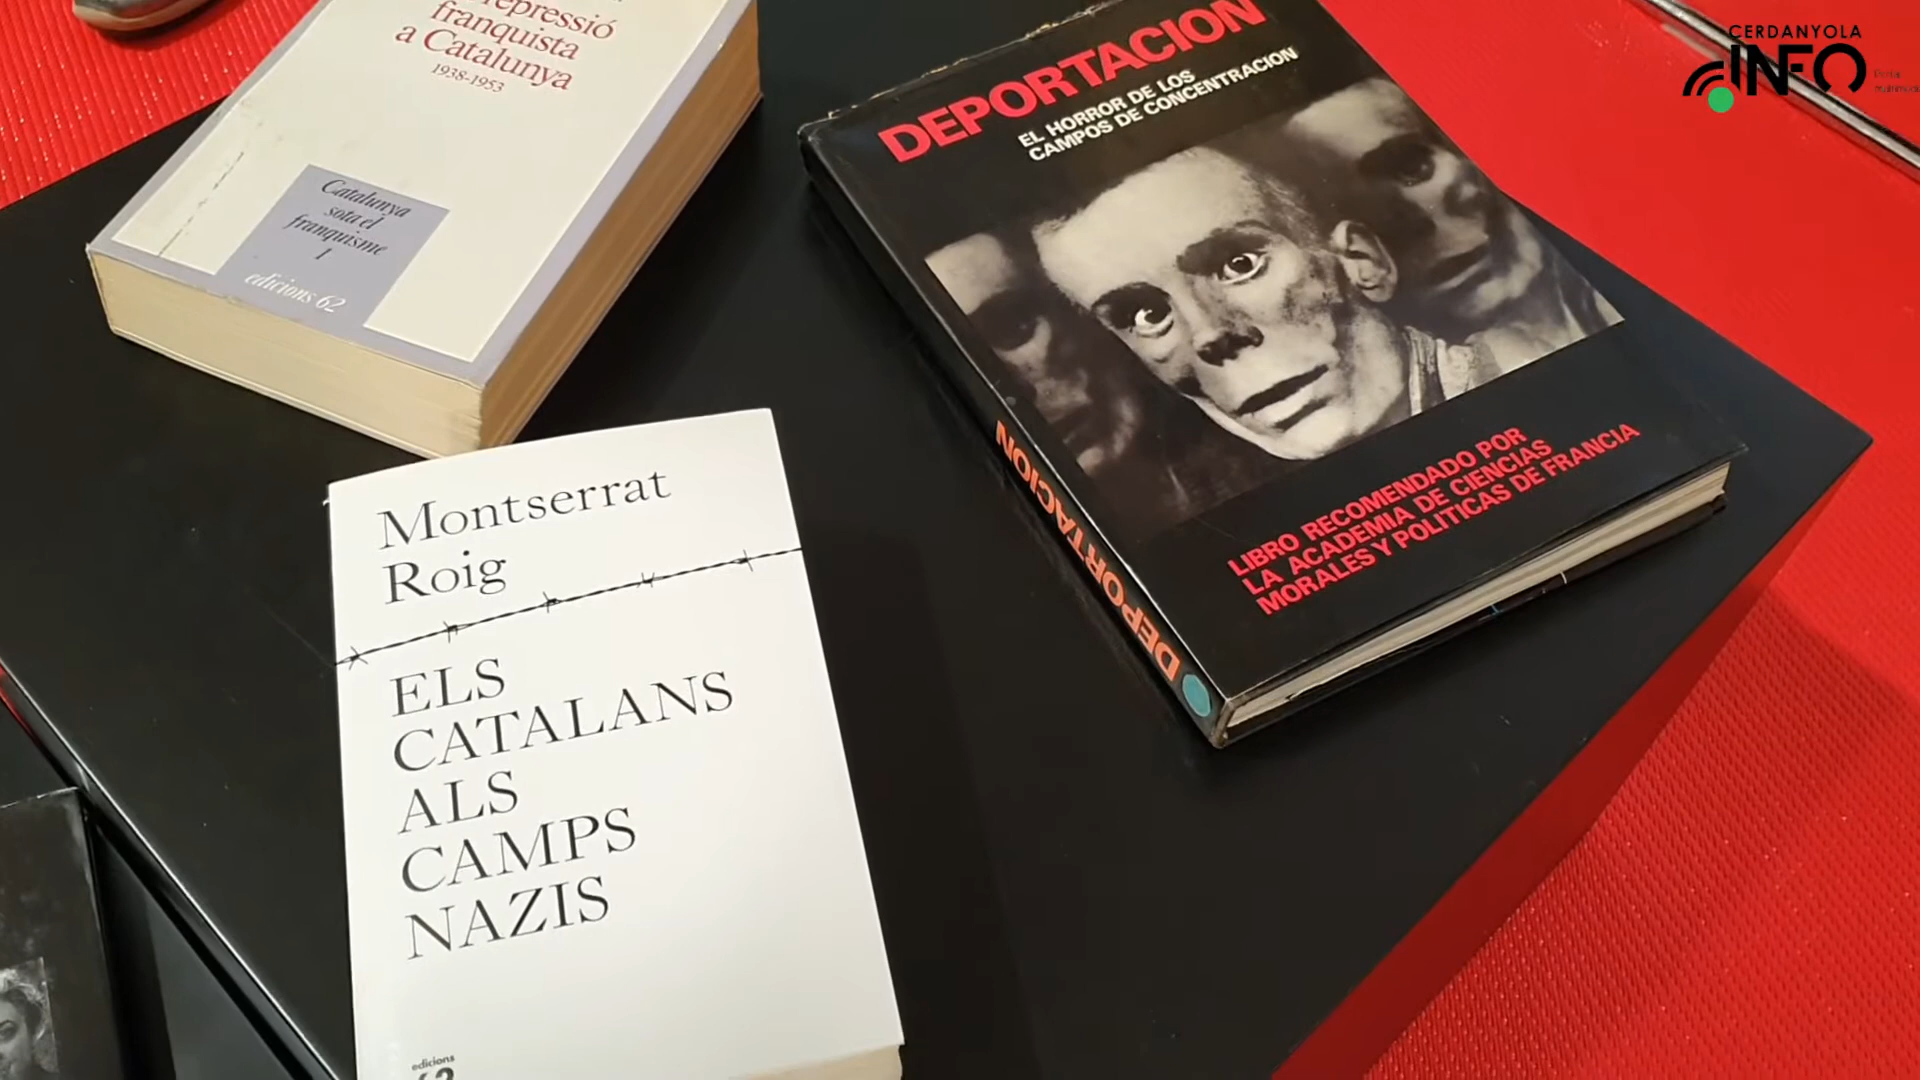 repressió
franquista
a Catalunya
1938-1953
Catalunya
sota el
franquisme
I
edicions 62
DEPORTACION
EL HORROR DE LOS
CAMPOS DE CONCENTRACION
LIBRO RECOMENDADO POR
LA ACADEMIA DE CIENCIAS
MORALES Y POLITICAS DE FRANCIA
DEPORTACION
Montserrat
Roig
ELS
CATALANS
ALS
CAMPS
NAZIS
edicions
62
CERDANYOLA
INFO